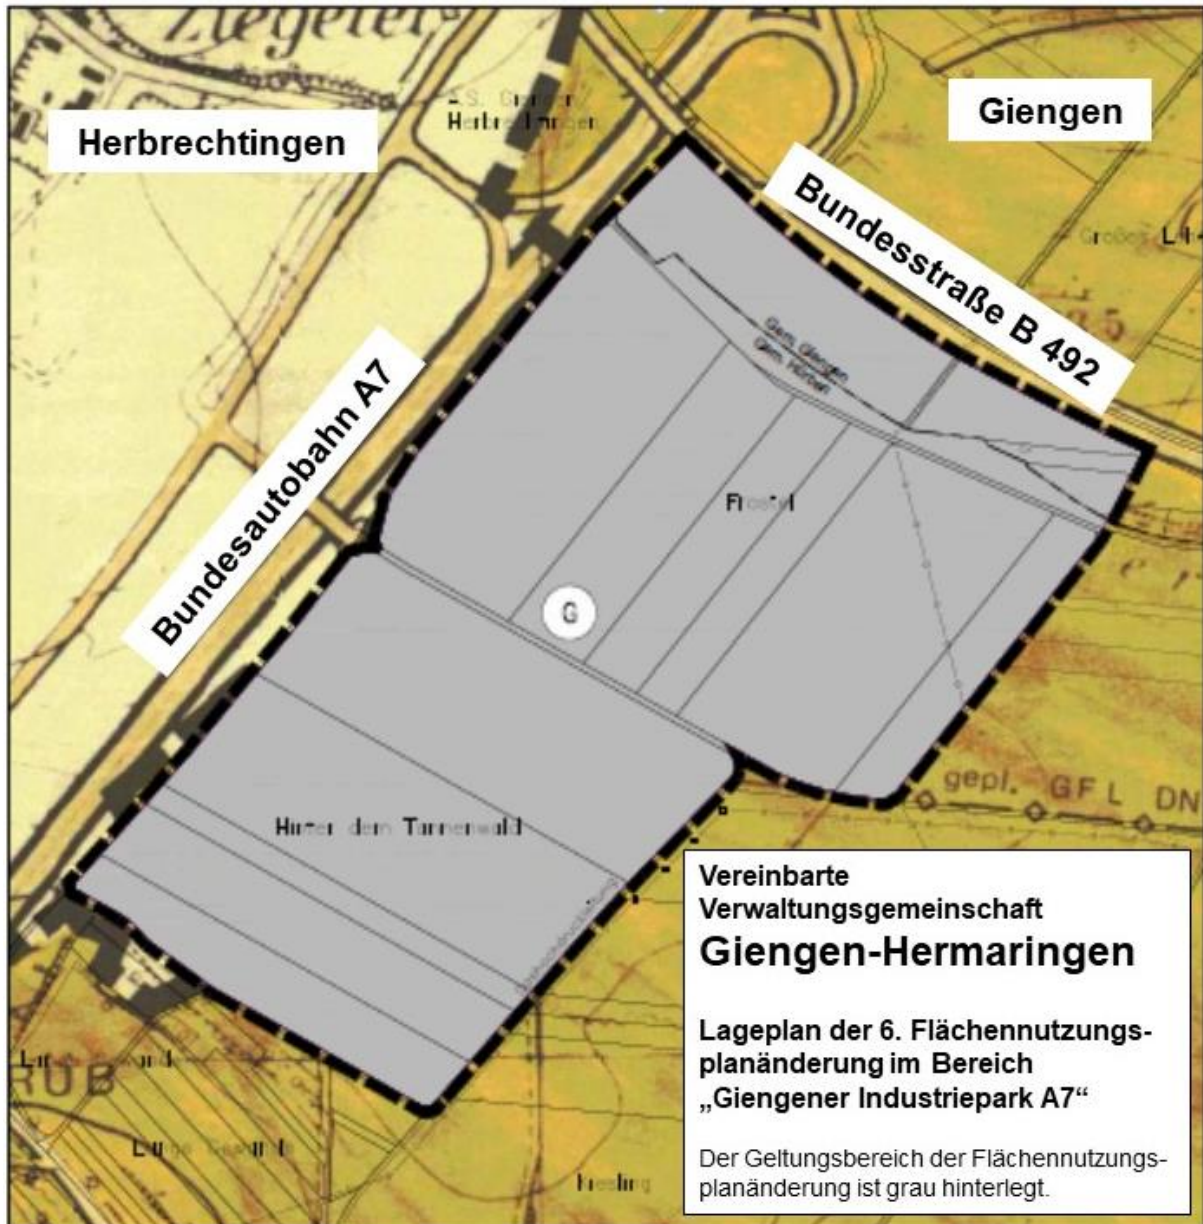 Herbrechtingen
Giengen
Bundesstraße B 492
Bundesautobahn A7
Gem. Giengen
Gem. Hürben
G
Hinter dem Tannenwald
gepl. GFL DN
RÜB
Vereinbarte
Verwaltungsgemeinschaft
Giengen-Hermaringen
Lageplan der 6. Flächennutzungs-
planänderung im Bereich
„Giengener Industriepark A7“
Der Geltungsbereich der Flächennutzungs-
planänderung ist grau hinterlegt.